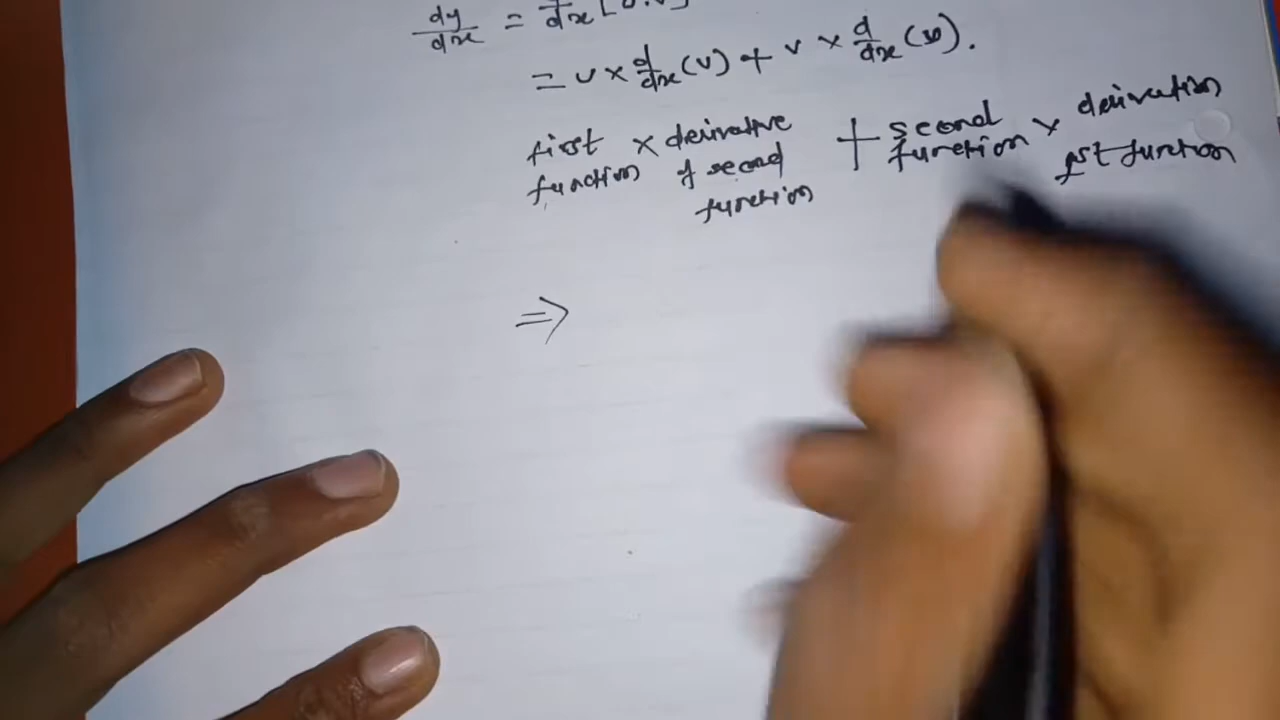 dy/dx = d/dx [U.V]
= U × d/dx (V) + V × d/dx (U).
first × derivative + second × derivation
function of second function 1st function
function
⇒